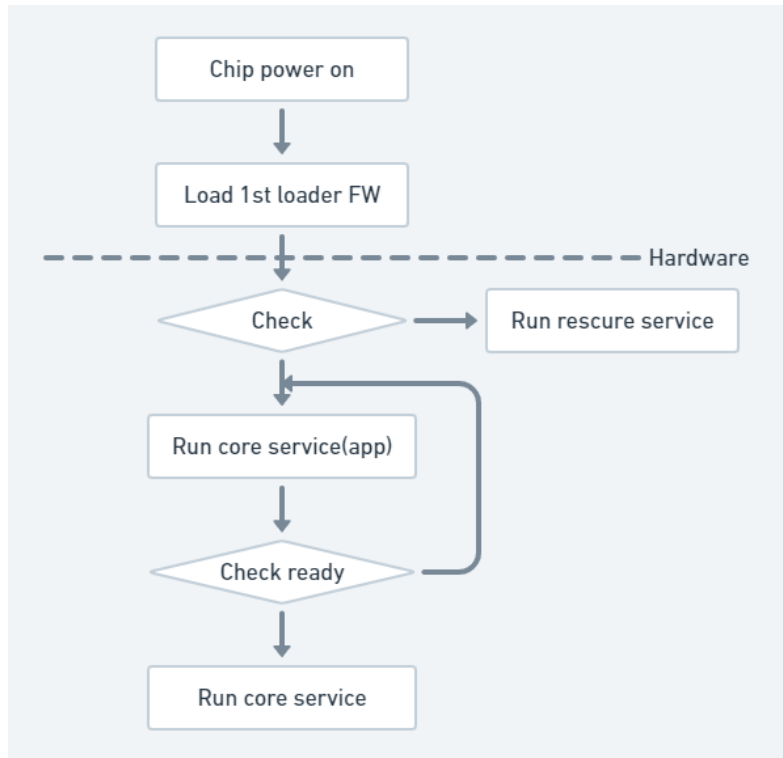 Chip power on
Load 1st loader FW
Hardware
Check
Run rescure service
Run core service(app)
Check ready
Run core service